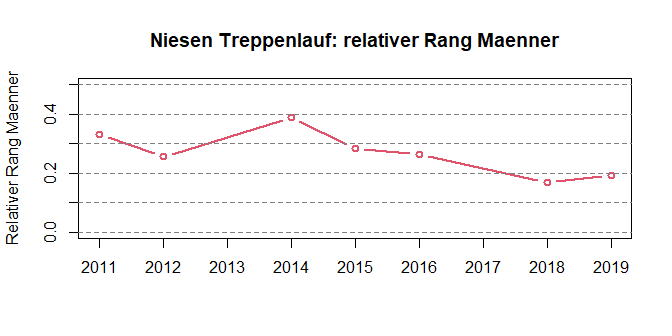 Niesen Treppenlauf: relativer Rang Maenner
Relativer Rang Maenner
0.4
0.2
0.0
2011 2012 2013 2014 2015 2016 2017 2018 2019